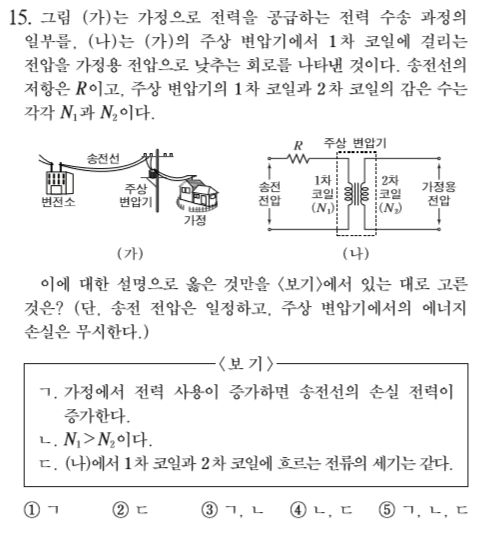 15. 그림 (가)는 가정으로 전력을 공급하는 전력 수송 과정의
일부를, (나)는 (가)의 주상 변압기에서 1차 코일에 걸리는
전압을 가정용 전압으로 낮추는 회로를 나타낸 것이다. 송전선의
저항은 R이고, 주상 변압기의 1차 코일과 2차 코일의 감은 수는
각각 N₁과 N₂이다.
송전선
변전소
주상
변압기
가정
(가)
R
주상 변압기
송전
전압
1차
코일
(N₁)
2차
코일
(N₂)
가정용
전압
(나)
이에 대한 설명으로 옳은 것만을 〈보기〉에서 있는 대로 고른
것은? (단, 송전 전압은 일정하고, 주상 변압기에서의 에너지
손실은 무시한다.)
〈보 기〉
ㄱ. 가정에서 전력 사용이 증가하면 송전선의 손실 전력이
증가한다.
ㄴ. N₁>N₂이다.
ㄷ. (나)에서 1차 코일과 2차 코일에 흐르는 전류의 세기는 같다.
① ㄱ ② ㄷ ③ ㄱ, ㄴ ④ ㄴ, ㄷ ⑤ ㄱ, ㄴ, ㄷ